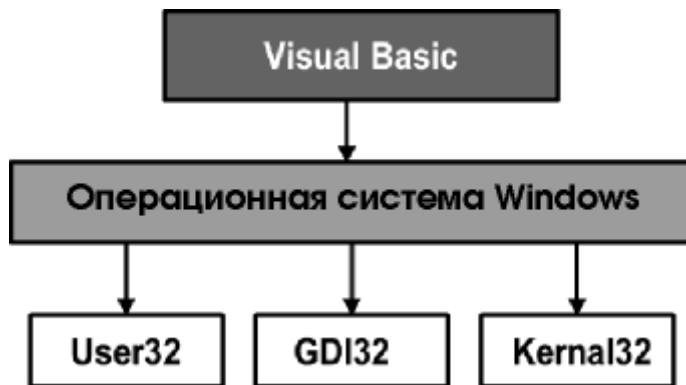 Visual Basic
Операционная система Windows
User32
GDI32
Kernal32